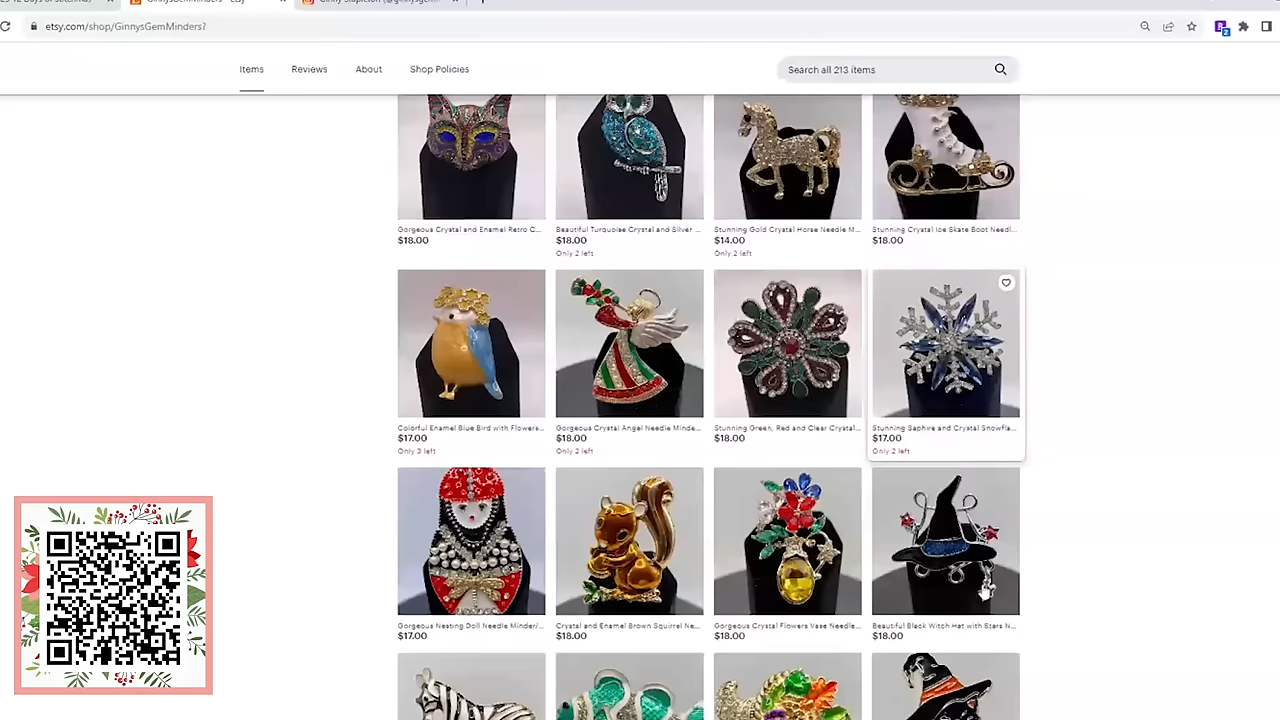 GinnysGemMinders - Etsy
etsy.com/shop/GinnysGemMinders?
Items
Reviews
About
Shop Policies
Search all 213 items
Gorgeous Crystal and Enamel Retro C...
Beautiful Turquoise Crystal and Silver ...
Stunning Gold Crystal Horse Needle M...
Stunning Crystal Ice Skate Boot Needl...
$18.00
$18.00
$14.00
$18.00
Only 2 left
Only 2 left
Colorful Enamel Blue Bird with Flowers...
Gorgeous Crystal Angel Needle Minde...
Stunning Green, Red and Clear Crystal...
Stunning Saphire and Crystal Snowfla...
$17.00
$18.00
$18.00
$17.00
Only 3 left
Only 2 left
Only 2 left
Gorgeous Nesting Doll Needle Minder/...
Crystal and Enamel Brown Squirrel Ne...
Gorgeous Crystal Flowers Vase Needle...
Beautiful Black Witch Hat with Stars N...
$17.00
$18.00
$18.00
$18.00